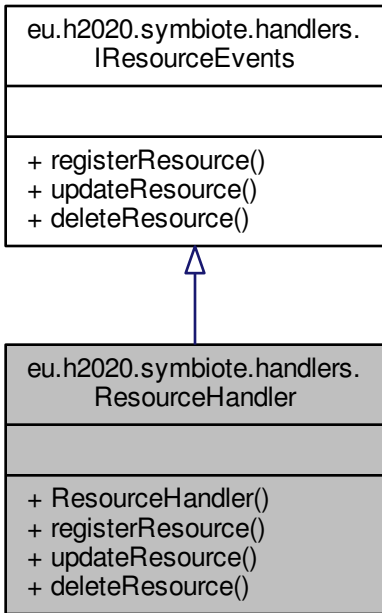 eu.h2020.symbiote.handlers.
IResourceEvents
+ registerResource()
+ updateResource()
+ deleteResource()
eu.h2020.symbiote.handlers.
ResourceHandler
+ ResourceHandler()
+ registerResource()
+ updateResource()
+ deleteResource()